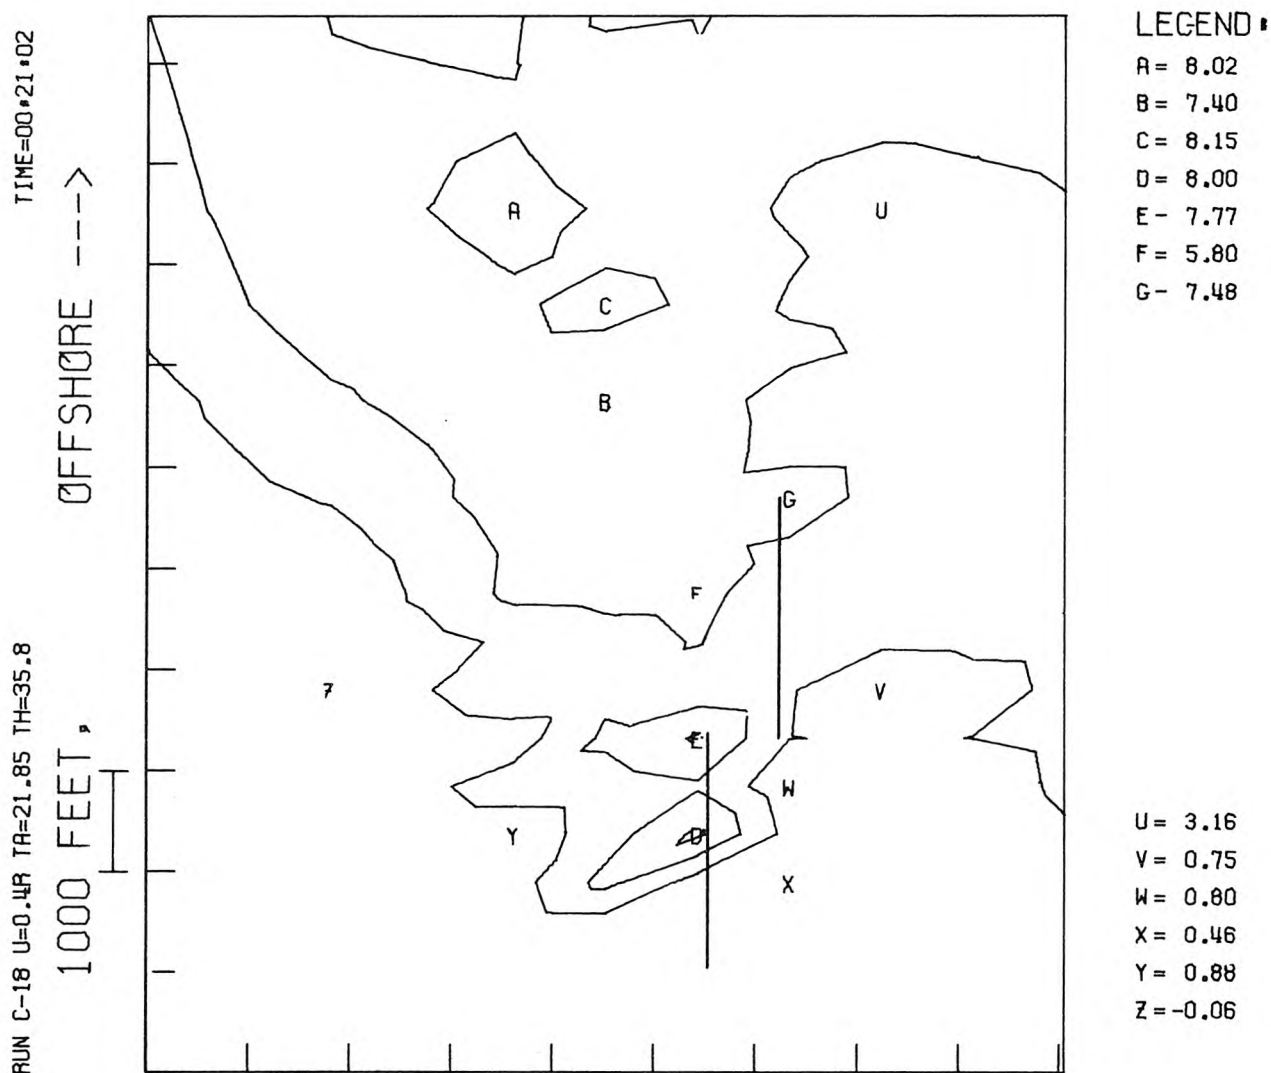 TIME=00:21:02
OFFSHORE --->
RUN C-18 U=0.4R TA=21.85 TH=35.8
1000 FEET
A
C
B
U
G
F
Z
V
E
W
D
Y
X
LEGEND:
A= 8.02
B= 7.40
C= 8.15
D= 8.00
E- 7.77
F= 5.80
G- 7.48
U= 3.16
V= 0.75
W= 0.80
X= 0.46
Y= 0.88
Z=-0.06